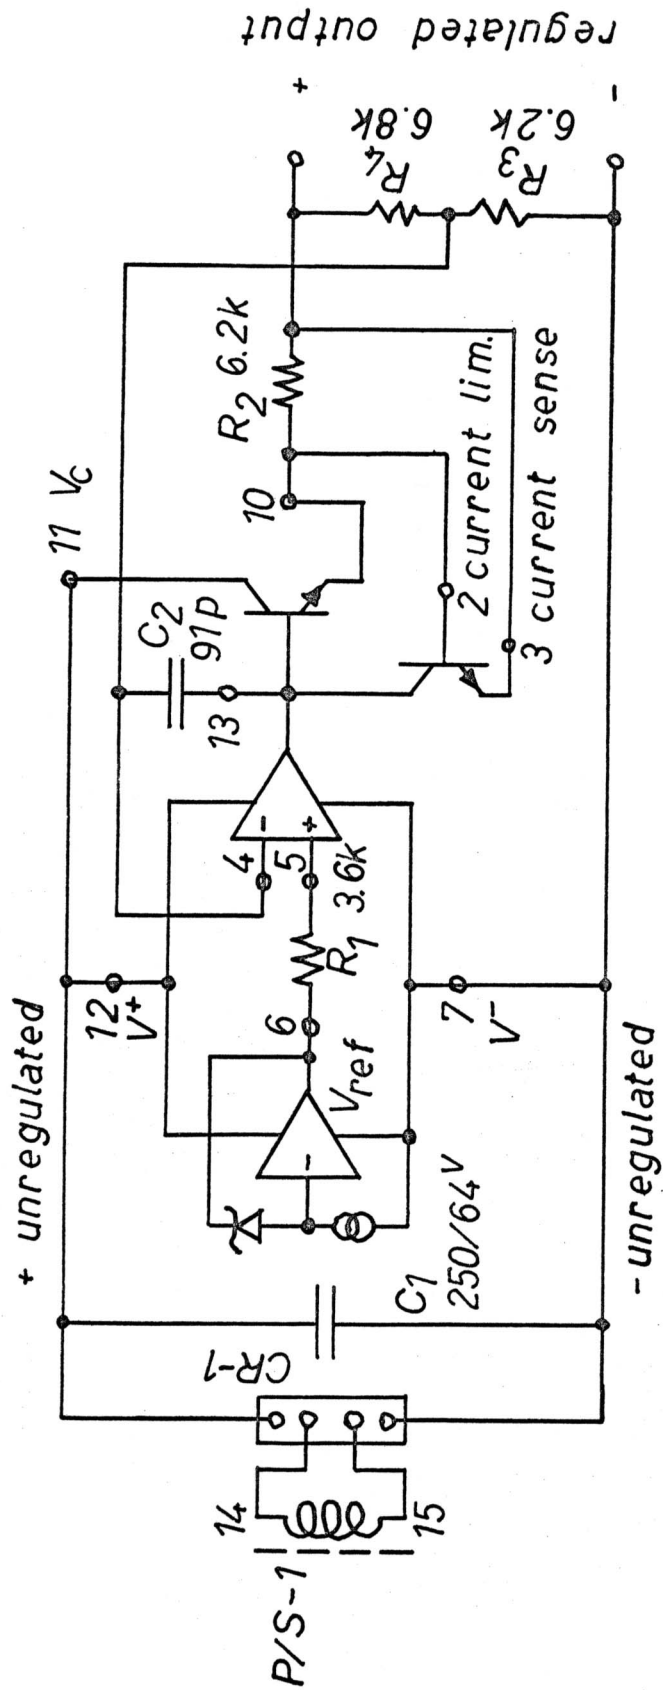 P/S-1
14
15
CR-1
C1
250/64V
+ unregulated
- unregulated
12
V+
7
V-
Vref
6
R1
3.6k
4
5
-
-
+
13
C2
91p
11 Vc
10
R2 6.2k
2 current lim.
3 current sense
R4
6.8k
R3
6.2k
+
-
regulated output